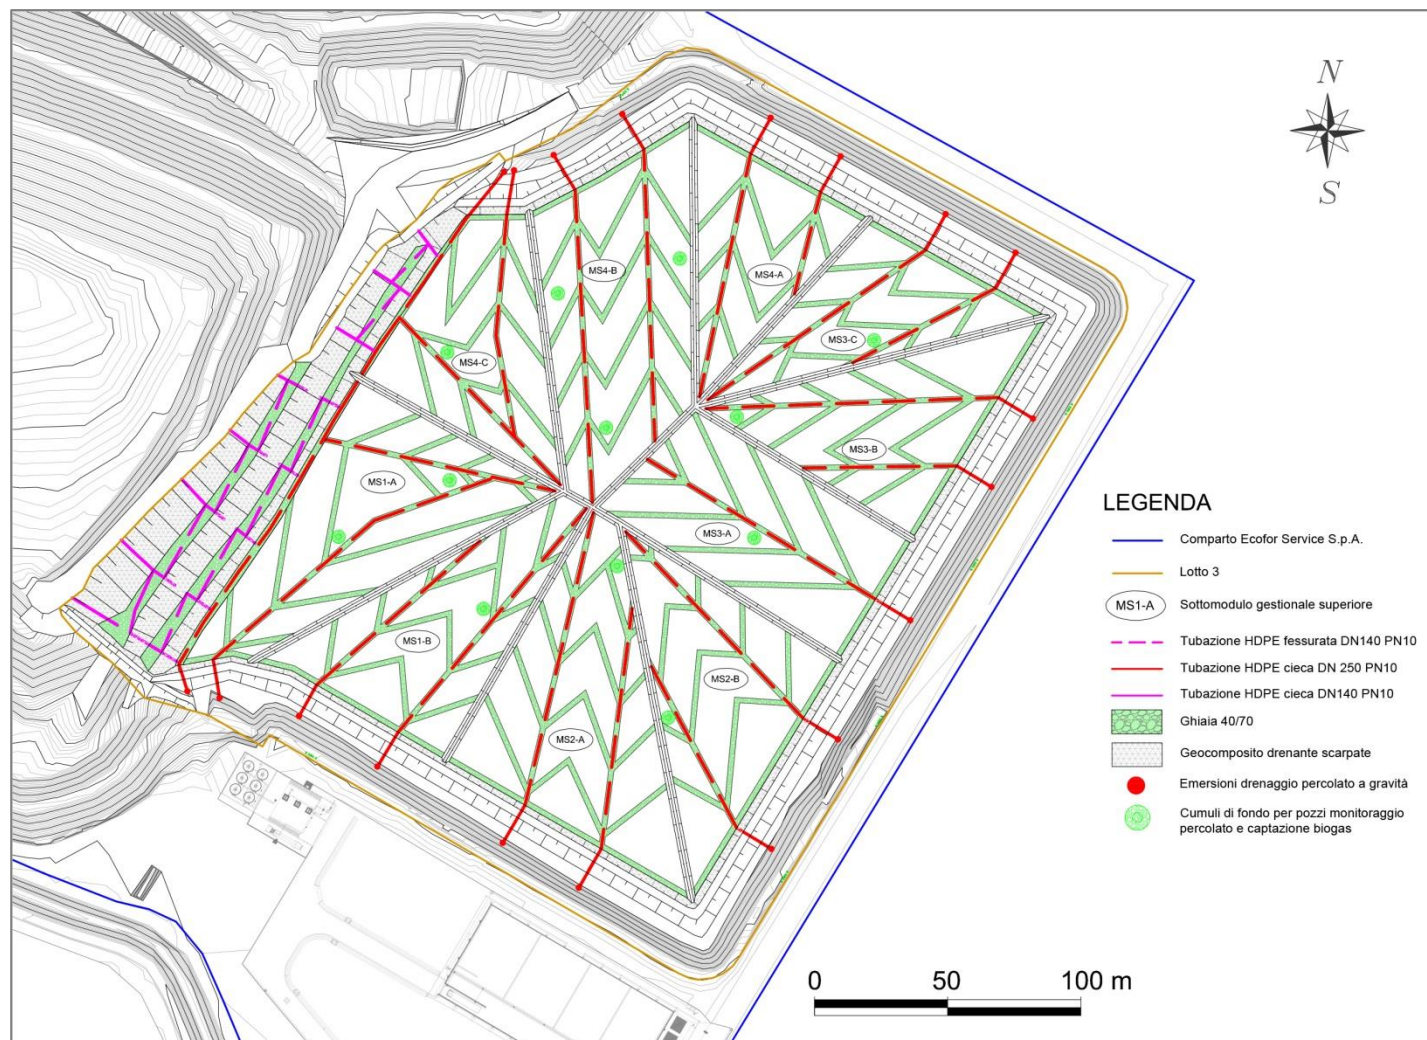 N
S
MS4-B
MS4-A
MS3-C
MS4-C
MS3-B
MS1-A
MS3-A
MS1-B
MS2-B
MS2-A
LEGENDA
Comparto Ecofor Service S.p.A.
Lotto 3
MS1-A Sottomodulo gestionale superiore
Tubazione HDPE fessurata DN140 PN10
Tubazione HDPE cieca DN 250 PN10
Tubazione HDPE cieca DN140 PN10
Ghiaia 40/70
Geocomposito drenante scarpate
Emersioni drenaggio percolato a gravità
Cumuli di fondo per pozzi monitoraggio
percolato e captazione biogas
0 50 100 m